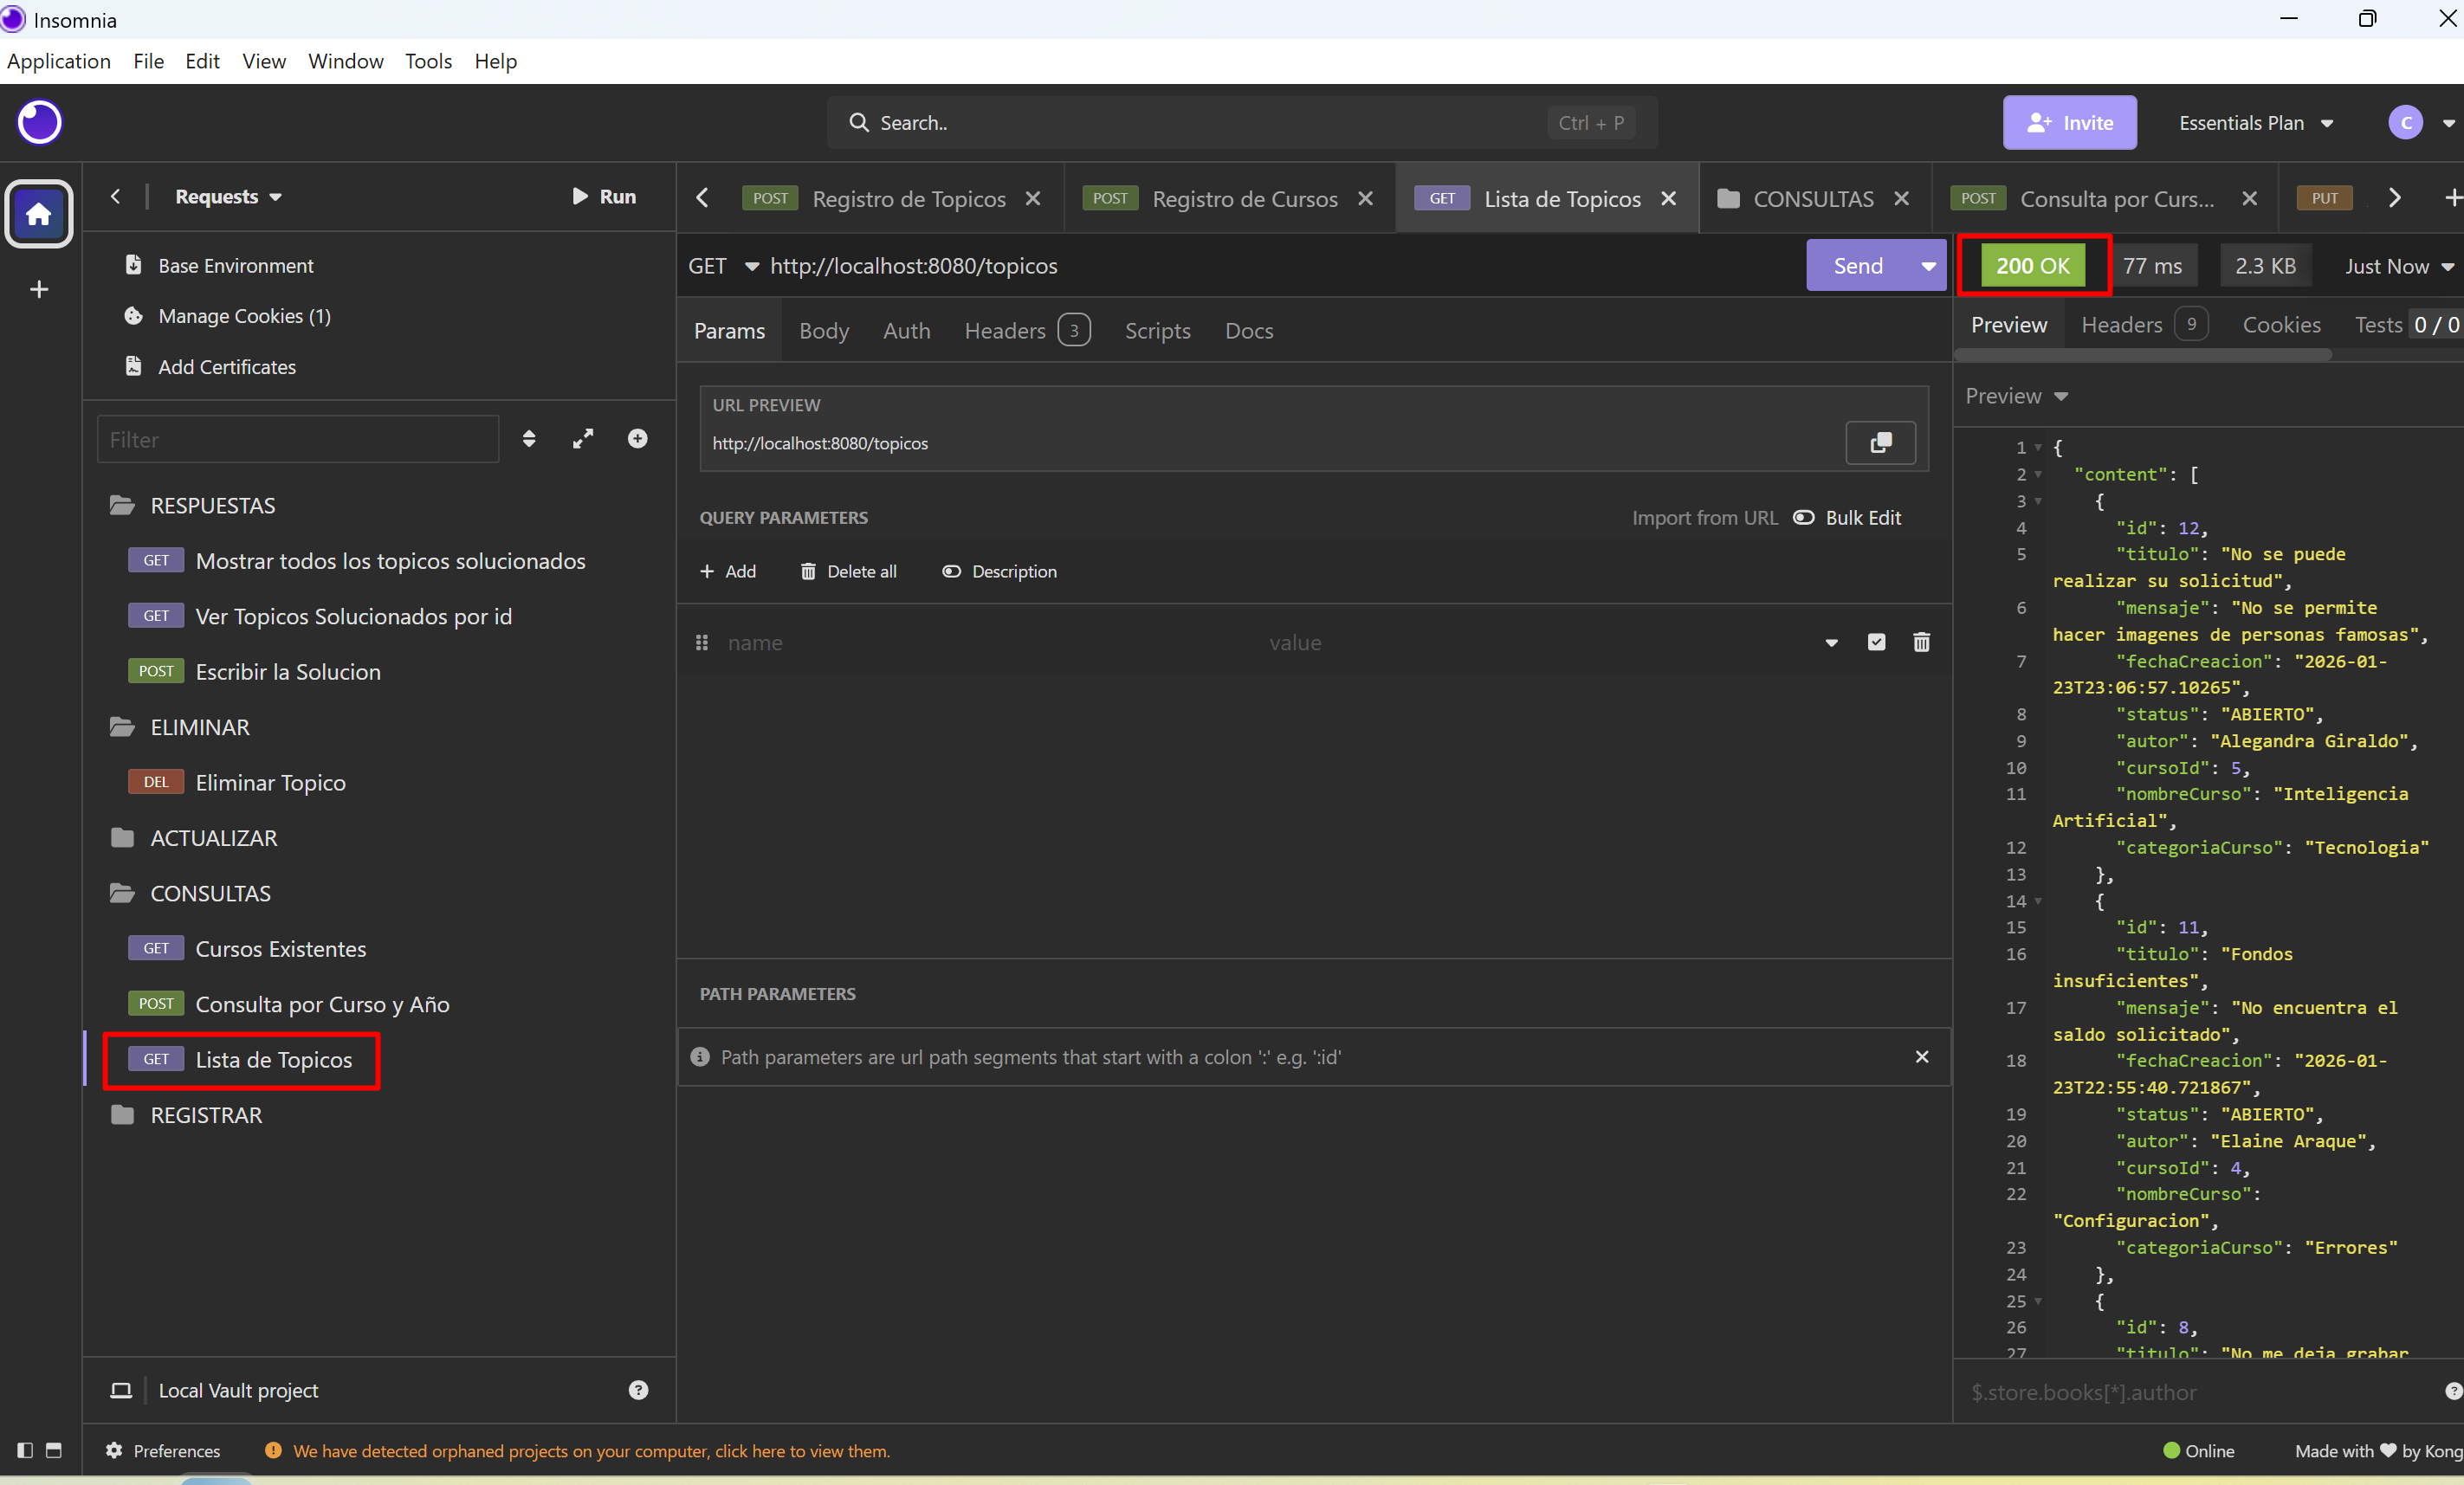 Insomnia
Application File Edit View Window Tools Help
Search.. Ctrl + P
Invite
Essentials Plan
C
Requests
Run
POST Registro de Topicos
POST Registro de Cursos
GET Lista de Topicos
CONSULTAS
POST Consulta por Curs...
PUT
Base Environment
Manage Cookies (1)
Add Certificates
Filter
RESPUESTAS
GET Mostrar todos los topicos solucionados
GET Ver Topicos Solucionados por id
POST Escribir la Solucion
ELIMINAR
DEL Eliminar Topico
ACTUALIZAR
CONSULTAS
GET Cursos Existentes
POST Consulta por Curso y Año
GET Lista de Topicos
REGISTRAR
Local Vault project
GET http://localhost:8080/topicos
Send
Params Body Auth Headers 3 Scripts Docs
URL PREVIEW
http://localhost:8080/topicos
QUERY PARAMETERS
Import from URL Bulk Edit
Add Delete all Description
name value
PATH PARAMETERS
Path parameters are url path segments that start with a colon ':' e.g. ':id'
200 OK 77 ms 2.3 KB Just Now
Preview Headers 9 Cookies Tests 0 / 0
Preview
1 {
2 "content": [
3 {
4 "id": 12,
5 "titulo": "No se puede
realizar su solicitud",
6 "mensaje": "No se permite
hacer imagenes de personas famosas",
7 "fechaCreacion": "2026-01-
23T23:06:57.10265",
8 "status": "ABIERTO",
9 "autor": "Alegandra Giraldo",
10 "cursoId": 5,
11 "nombreCurso": "Inteligencia
Artificial",
12 "categoriaCurso": "Tecnologia"
13 },
14 {
15 "id": 11,
16 "titulo": "Fondos
insuficientes",
17 "mensaje": "No encuentra el
saldo solicitado",
18 "fechaCreacion": "2026-01-
23T22:55:40.721867",
19 "status": "ABIERTO",
20 "autor": "Elaine Araque",
21 "cursoId": 4,
22 "nombreCurso":
"Configuracion",
23 "categoriaCurso": "Errores"
24 },
25 {
26 "id": 8,
27 "titulo": "No me deja grabar
$.store.books[*].author
Preferences
We have detected orphaned projects on your computer, click here to view them.
Online
Made with ♥ by Kong